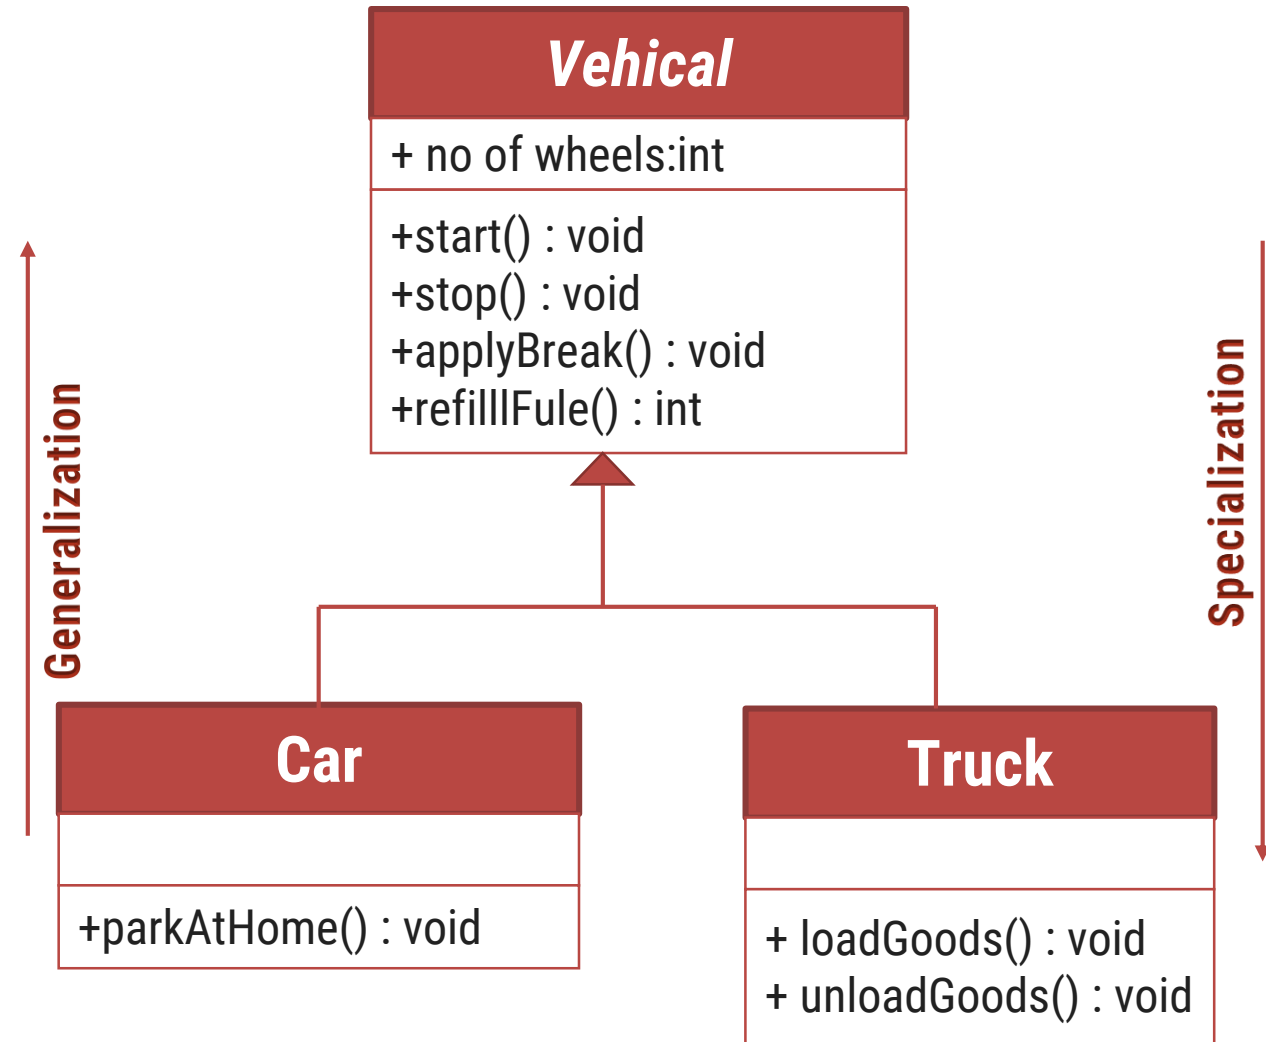 Vehical
+ no of wheels:int
+start() : void
+stop() : void
+applyBreak() : void
+refilllFule() : int
Generalization
Specialization
Car
+parkAtHome() : void
Truck
+ loadGoods() : void
+ unloadGoods() : void